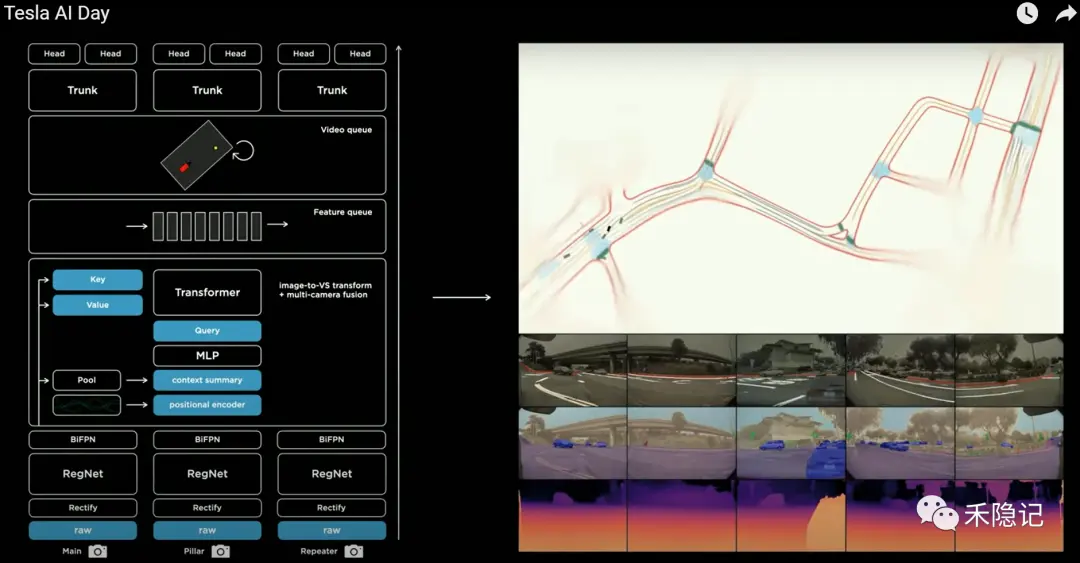 Tesla AI Day
Head Head Head Head Head Head
Trunk Trunk Trunk
Video queue
Feature queue
Key
Value
Transformer
image-to-VS transform
+ multi-camera fusion
Query
MLP
Pool
context summary
positional encoder
BiFPN BiFPN BiFPN
RegNet RegNet RegNet
Rectify Rectify Rectify
raw raw raw
Main Pillar Repeater
禾隐记